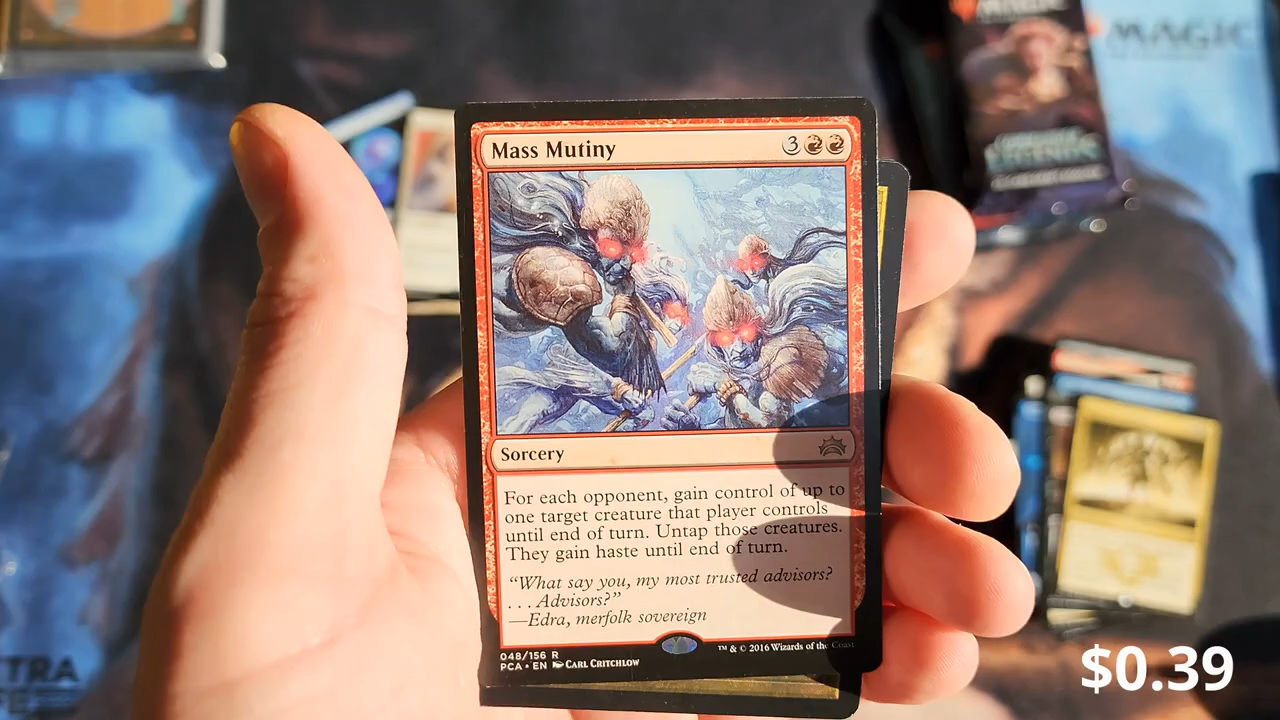 MAGIC
LEGENDS
Mass Mutiny
3
Sorcery
For each opponent, gain control of up to
one target creature that player controls
until end of turn. Untap those creatures.
They gain haste until end of turn.
“What say you, my most trusted advisors?
. . . Advisors?”
—Edra, merfolk sovereign
048/156 R
PCA • EN CARL CRITCHLOW
™ & © 2016 Wizards of the Coast
TRA
$0.39